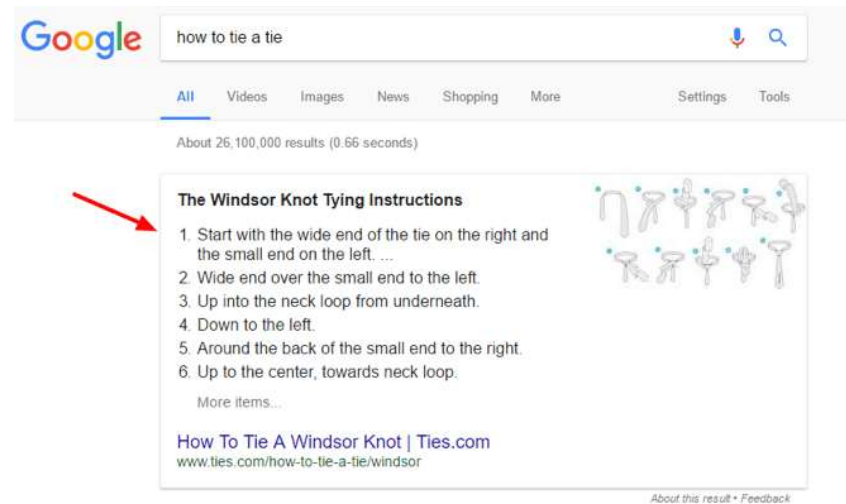 Google
how to tie a tie
All Videos Images News Shopping More Settings Tools
About 26,100,000 results (0.66 seconds)
The Windsor Knot Tying Instructions
1. Start with the wide end of the tie on the right and
the small end on the left. ...
2. Wide end over the small end to the left.
3. Up into the neck loop from underneath.
4. Down to the left.
5. Around the back of the small end to the right.
6. Up to the center, towards neck loop.
More items...
How To Tie A Windsor Knot | Ties.com
www.ties.com/how-to-tie-a-tie/windsor
About this result • Feedback